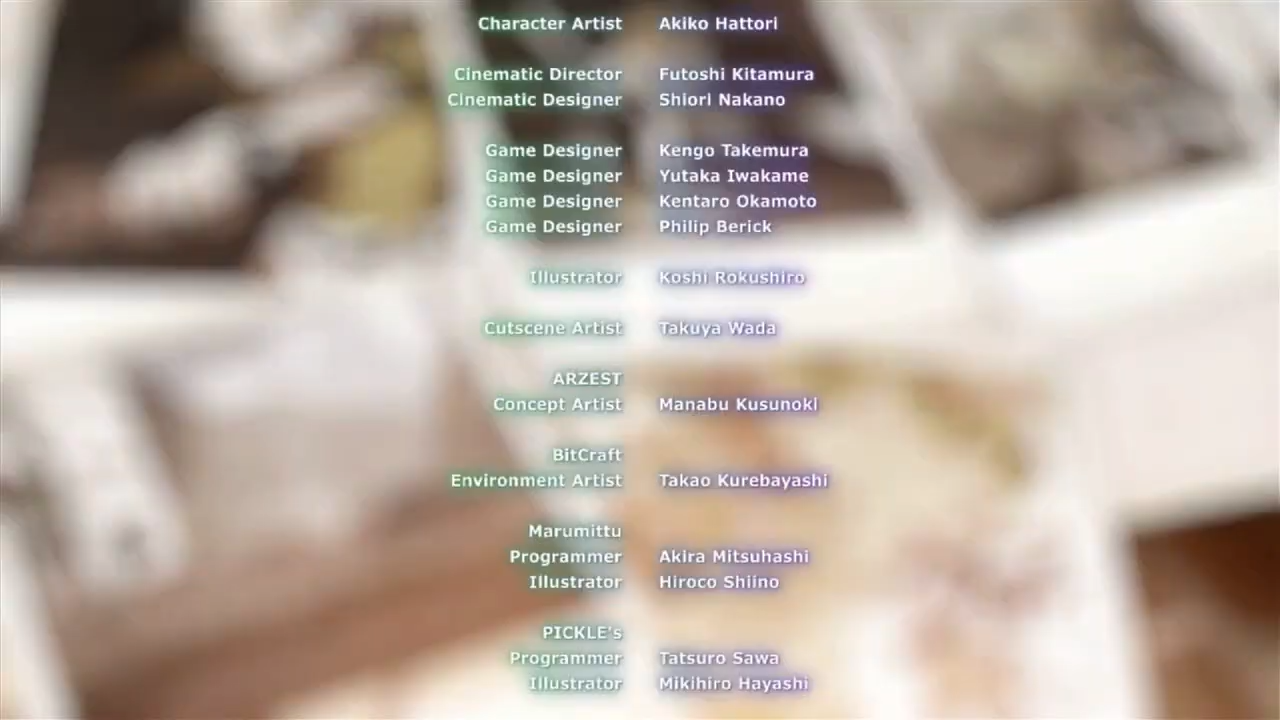 Character Artist Akiko Hattori
Cinematic Director Futoshi Kitamura
Cinematic Designer Shiori Nakano
Game Designer Kengo Takemura
Game Designer Yutaka Iwakame
Game Designer Kentaro Okamoto
Game Designer Philip Berick
Illustrator Koshi Rokushiro
Cutscene Artist Takuya Wada
ARZEST
Concept Artist Manabu Kusunoki
BitCraft
Environment Artist Takao Kurebayashi
Marumittu
Programmer Akira Mitsuhashi
Illustrator Hiroco Shiino
PICKLE's
Programmer Tatsuro Sawa
Illustrator Mikihiro Hayashi